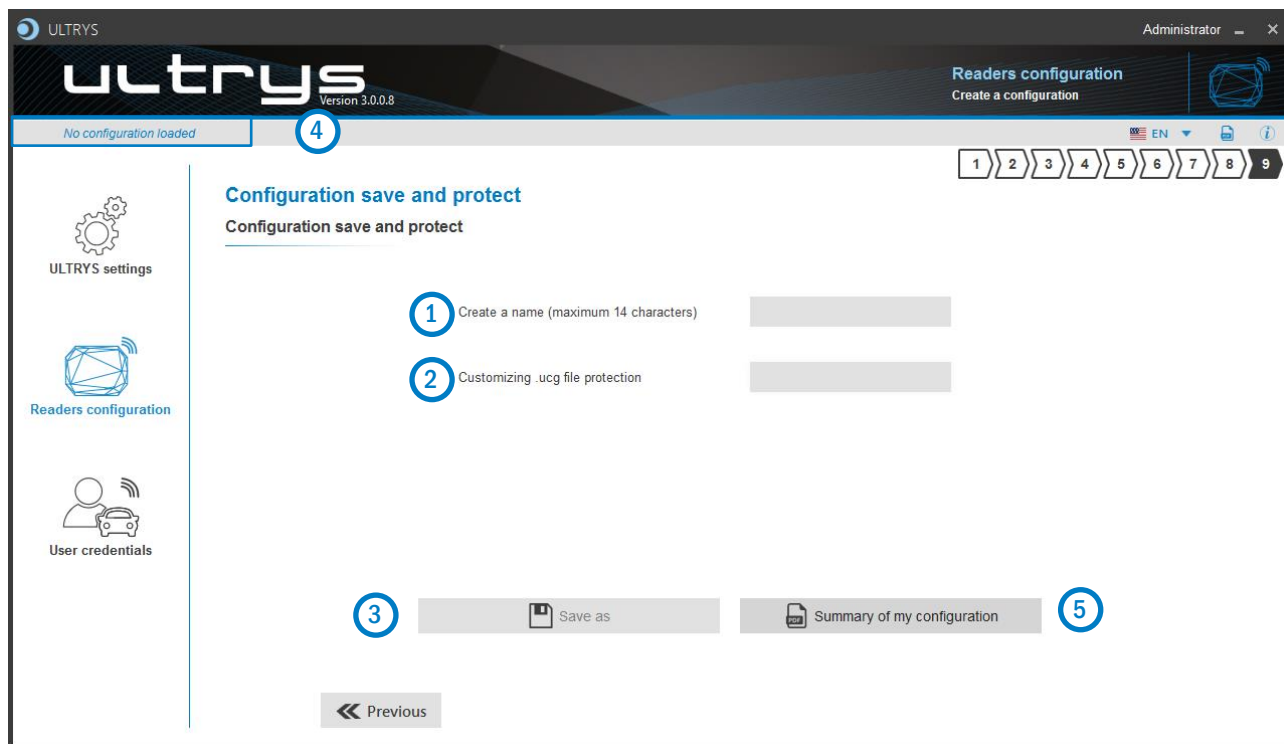 ULTRYS
Administrator
ultrys
Version 3.0.0.8
Readers configuration
Create a configuration
No configuration loaded
4
EN
1 2 3 4 5 6 7 8 9
Configuration save and protect
Configuration save and protect
ULTRYS settings
1 Create a name (maximum 14 characters)
2 Customizing .ucg file protection
Readers configuration
User credentials
3 Save as
PDF Summary of my configuration 5
Previous